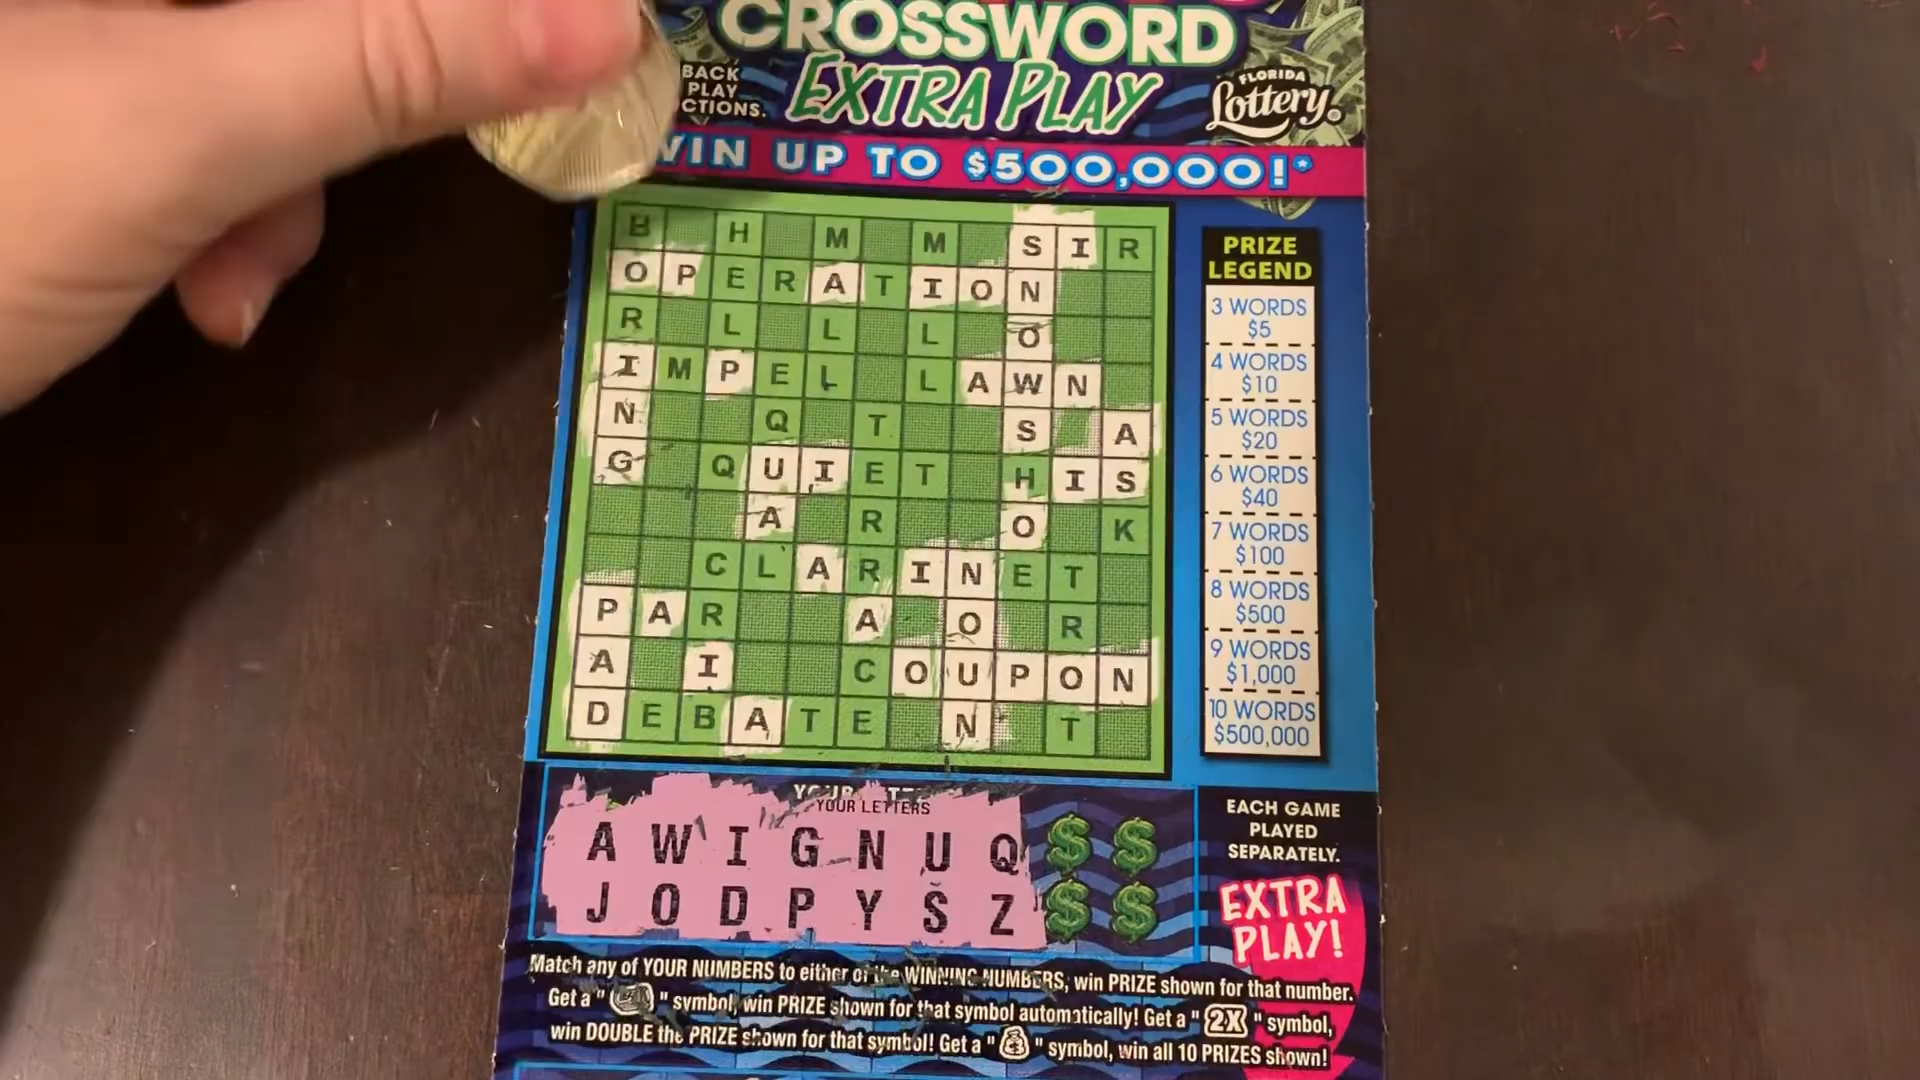 CROSSWORD
BACK
PLAY
CTIONS.
EXTRA PLAY
FLORIDA
Lottery®
WIN UP TO $500,000!*
B H M M S I R
O P E R A T I O N
R L L L O
I M P E L L A W N
N Q T S A
G Q U I E T H I S
A R O K
C L A R I N E T
P A R R A O R
A I C O U P O N
D E B A T E N T
PRIZE
LEGEND
3 WORDS
$5
4 WORDS
$10
5 WORDS
$20
6 WORDS
$40
7 WORDS
$100
8 WORDS
$500
9 WORDS
$1,000
10 WORDS
$500,000
YOUR LETTERS
A W I G N U Q
J O D P Y S Z
$ $
$ $
EACH GAME
PLAYED
SEPARATELY.
EXTRA
PLAY!
Match any of YOUR NUMBERS to either of the WINNING NUMBERS, win PRIZE shown for that number.
Get a " " symbol, win PRIZE shown for that symbol automatically! Get a " 2X " symbol,
win DOUBLE the PRIZE shown for that symbol! Get a " " symbol, win all 10 PRIZES shown!